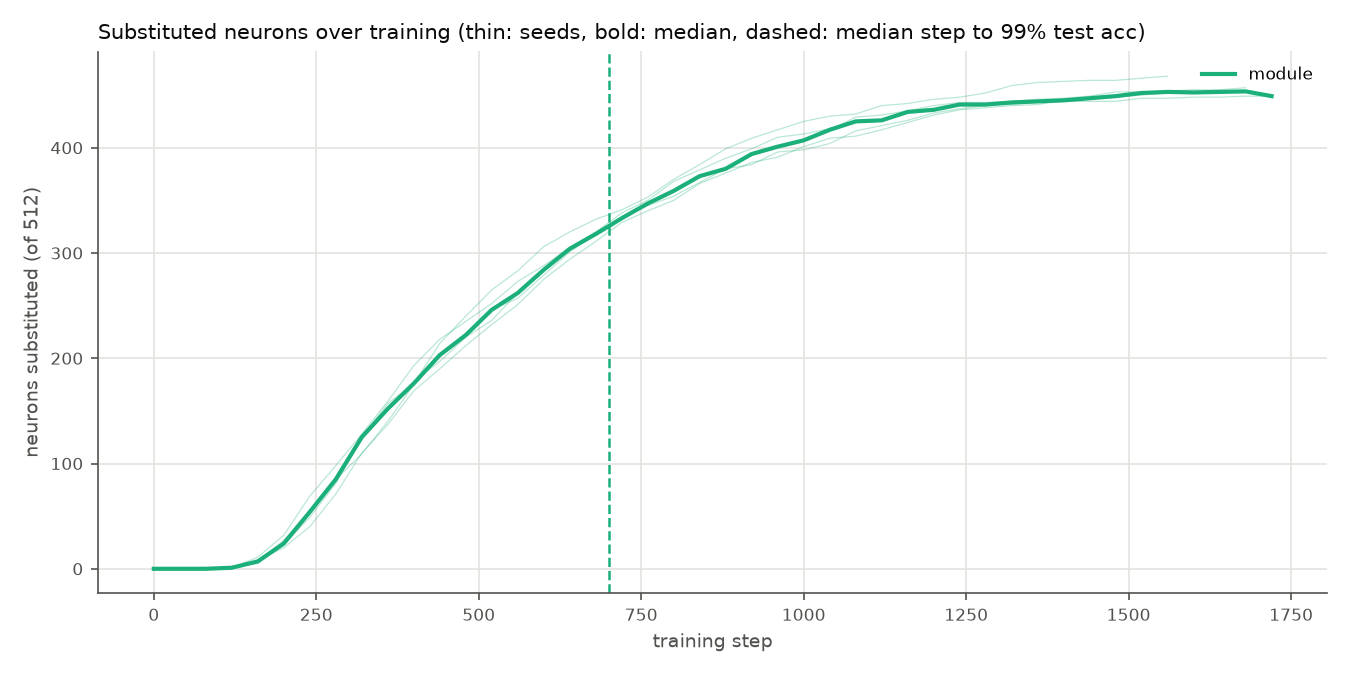 Substituted neurons over training (thin: seeds, bold: median, dashed: median step to 99% test acc)
module
neurons substituted (of 512)
400
300
200
100
0
0 250 500 750 1000 1250 1500 1750
training step